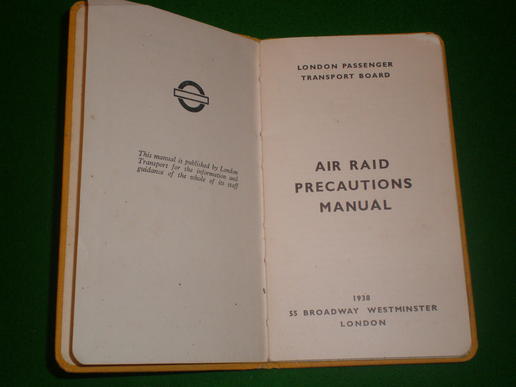 This manual is published by London
Transport for the information and
guidance of the whole of its staff
LONDON PASSENGER
TRANSPORT BOARD
AIR RAID
PRECAUTIONS
MANUAL
1938
55 BROADWAY WESTMINSTER
LONDON